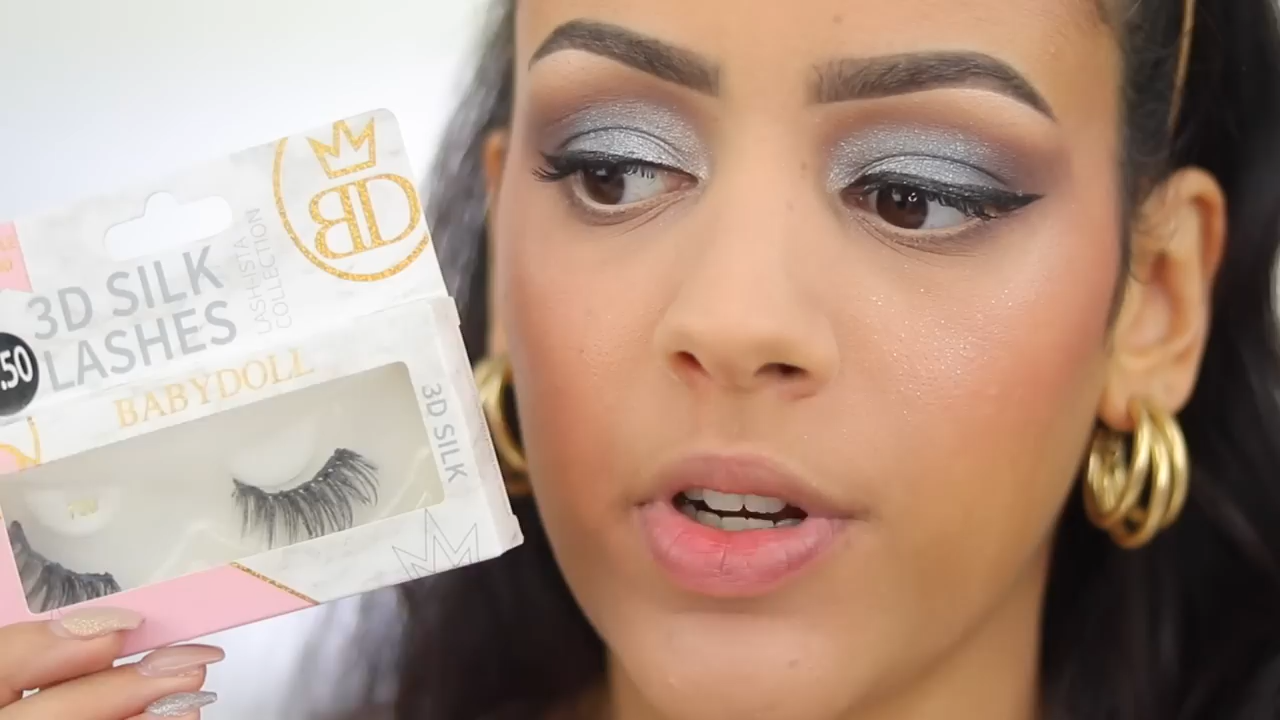 BD
3D SILK
LASHES
LASHISTA
COLLECTION
.50
BABYDOLL
3D SILK